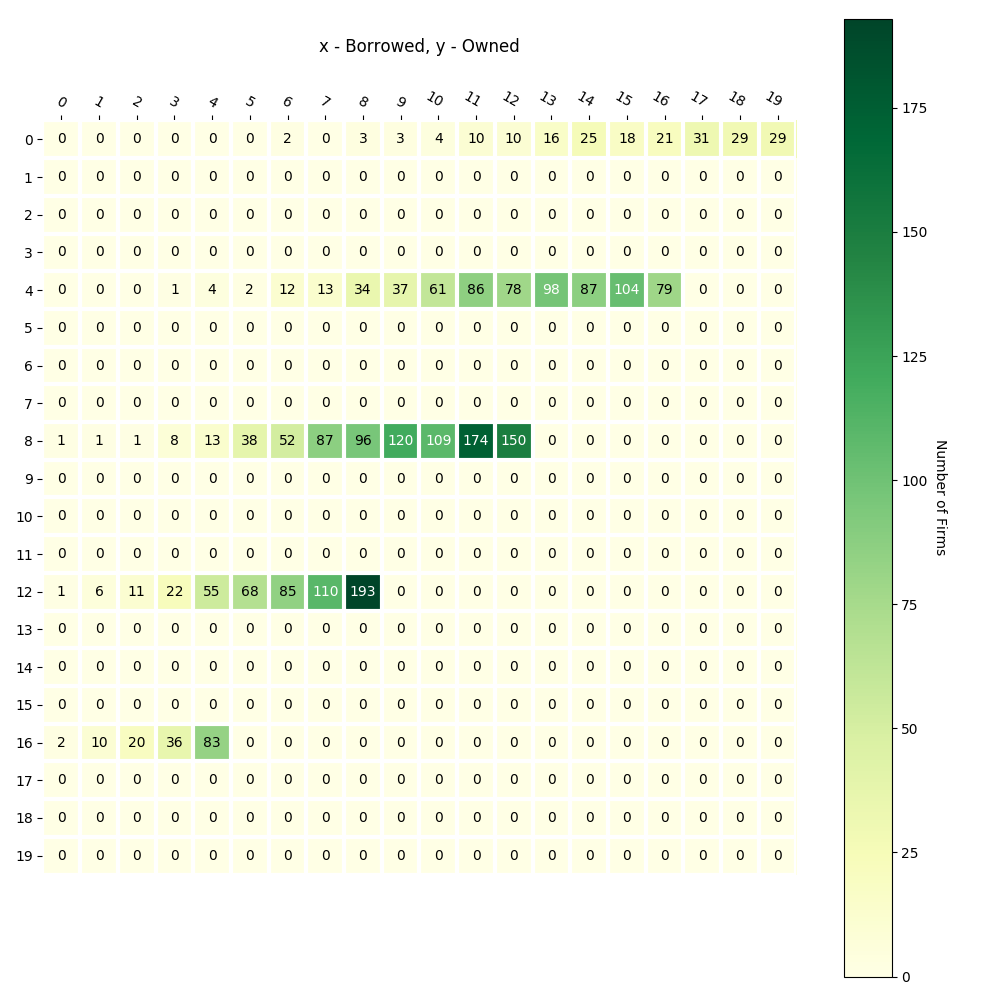 x - Borrowed, y - Owned
0 1 2 3 4 5 6 7 8 9 10 11 12 13 14 15 16 17 18 19
0 0 0 0 0 0 0 2 0 3 3 4 10 10 16 25 18 21 31 29 29
1 0 0 0 0 0 0 0 0 0 0 0 0 0 0 0 0 0 0 0 0
2 0 0 0 0 0 0 0 0 0 0 0 0 0 0 0 0 0 0 0 0
3 0 0 0 0 0 0 0 0 0 0 0 0 0 0 0 0 0 0 0 0
4 0 0 0 1 4 2 12 13 34 37 61 86 78 98 87 104 79 0 0 0
5 0 0 0 0 0 0 0 0 0 0 0 0 0 0 0 0 0 0 0 0
6 0 0 0 0 0 0 0 0 0 0 0 0 0 0 0 0 0 0 0 0
7 0 0 0 0 0 0 0 0 0 0 0 0 0 0 0 0 0 0 0 0
8 1 1 1 8 13 38 52 87 96 120 109 174 150 0 0 0 0 0 0 0
9 0 0 0 0 0 0 0 0 0 0 0 0 0 0 0 0 0 0 0 0
10 0 0 0 0 0 0 0 0 0 0 0 0 0 0 0 0 0 0 0 0
11 0 0 0 0 0 0 0 0 0 0 0 0 0 0 0 0 0 0 0 0
12 1 6 11 22 55 68 85 110 193 0 0 0 0 0 0 0 0 0 0 0
13 0 0 0 0 0 0 0 0 0 0 0 0 0 0 0 0 0 0 0 0
14 0 0 0 0 0 0 0 0 0 0 0 0 0 0 0 0 0 0 0 0
15 0 0 0 0 0 0 0 0 0 0 0 0 0 0 0 0 0 0 0 0
16 2 10 20 36 83 0 0 0 0 0 0 0 0 0 0 0 0 0 0 0
17 0 0 0 0 0 0 0 0 0 0 0 0 0 0 0 0 0 0 0 0
18 0 0 0 0 0 0 0 0 0 0 0 0 0 0 0 0 0 0 0 0
19 0 0 0 0 0 0 0 0 0 0 0 0 0 0 0 0 0 0 0 0
175
150
125
100
75
50
25
0
Number of Firms